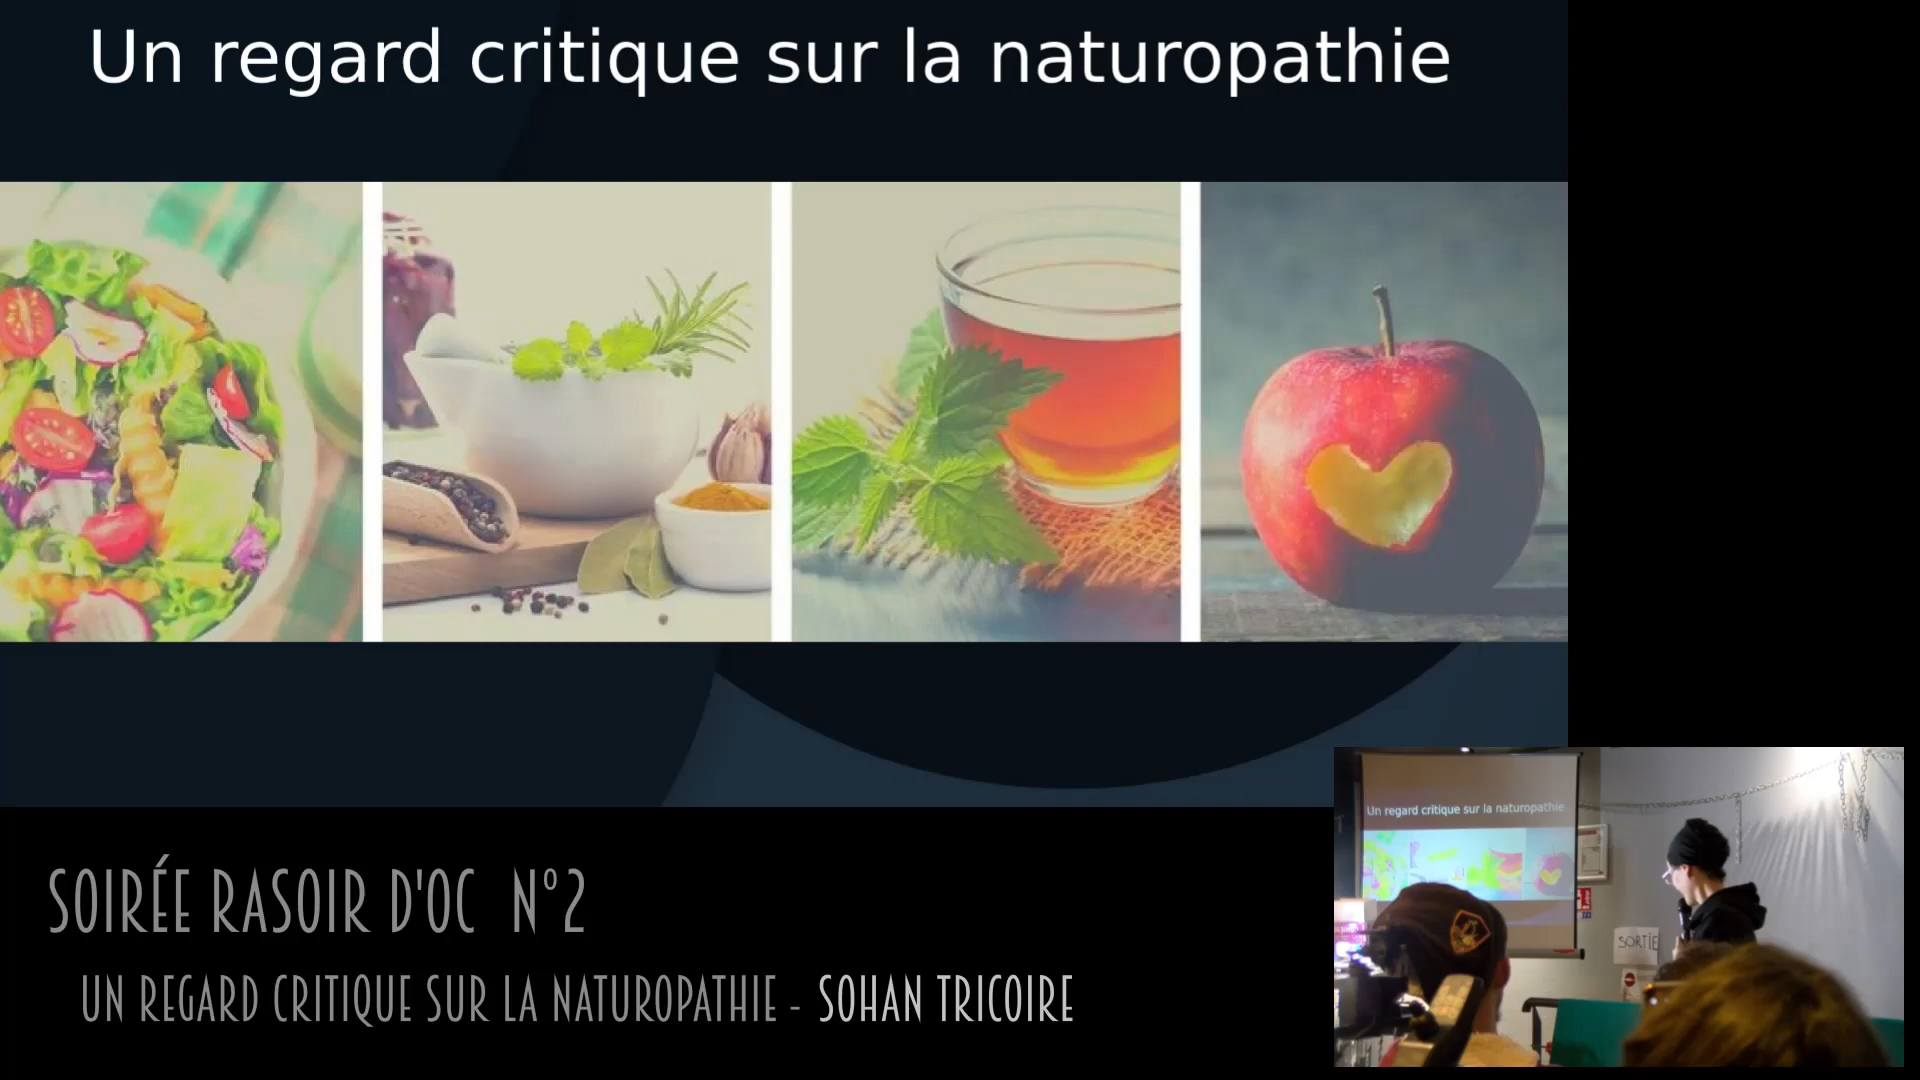 Un regard critique sur la naturopathie
SOIRÉE RASOIR D'OC N°2
UN REGARD CRITIQUE SUR LA NATUROPATHIE - SOHAN TRICOIRE
Un regard critique sur la naturopathie
SORTIE